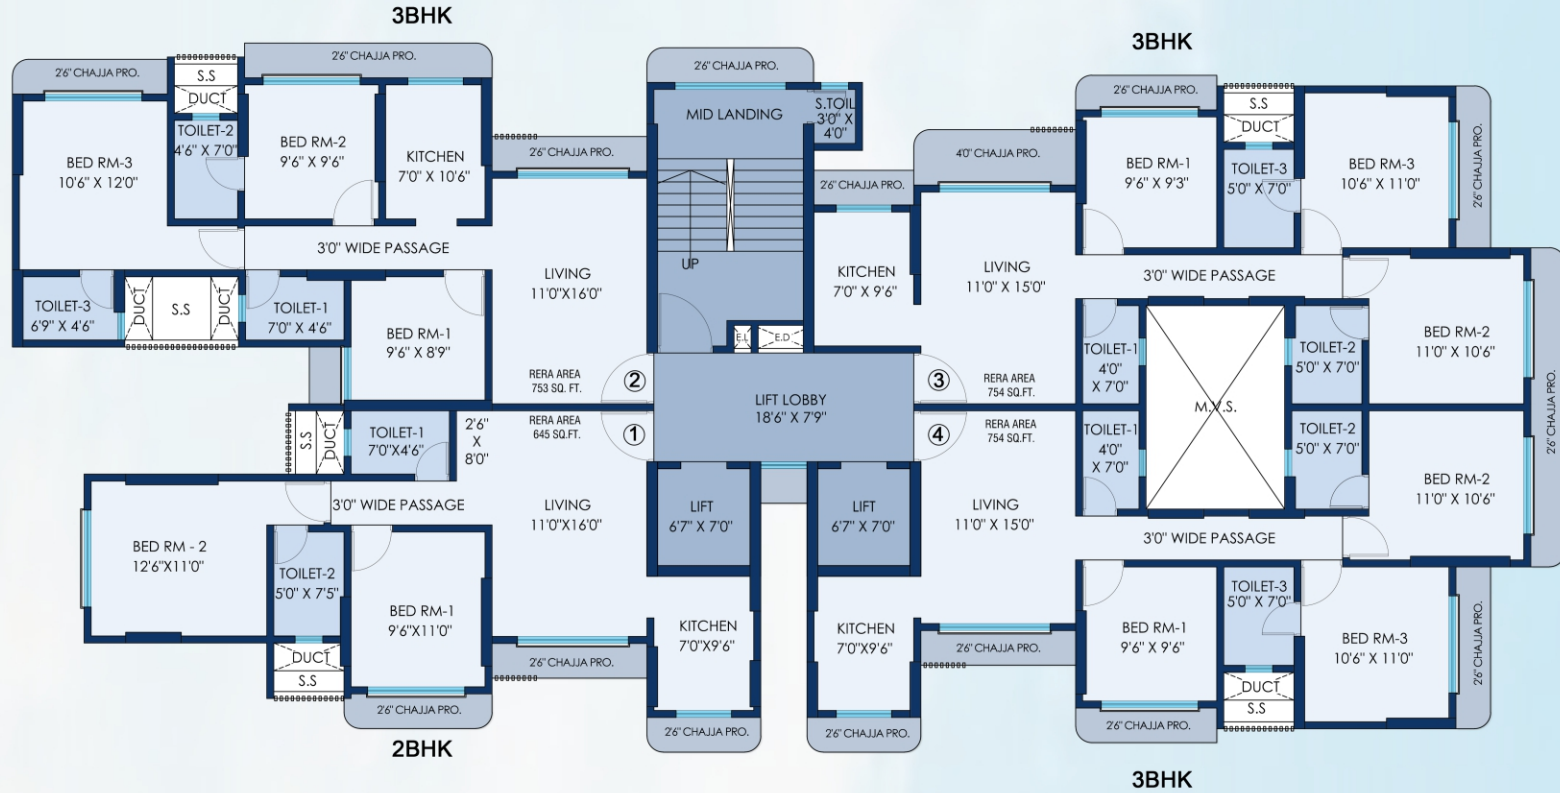 3BHK
2'6" CHAJJA PRO.
2'6" CHAJJA PRO.
S.S
DUCT
TOILET-2
4'6" X 7'0"
BED RM-3
10'6" X 12'0"
BED RM-2
9'6" X 9'6"
KITCHEN
7'0" X 10'6"
2'6" CHAJJA PRO.
3'0" WIDE PASSAGE
LIVING
11'0"X16'0"
TOILET-3
6'9" X 4'6"
DUCT
S.S
DUCT
TOILET-1
7'0" X 4'6"
BED RM-1
9'6" X 8'9"
RERA AREA
753 SQ. FT.
2
2'6" CHAJJA PRO.
MID LANDING
S.TOIL
3'0" X
4'0"
UP
E.L
E.D
LIFT LOBBY
18'6" X 7'9"
LIFT
6'7" X 7'0"
LIFT
6'7" X 7'0"
3BHK
2'6" CHAJJA PRO.
4'0" CHAJJA PRO.
2'6" CHAJJA PRO.
S.S
DUCT
BED RM-1
9'6" X 9'3"
TOILET-3
5'0" X 7'0"
BED RM-3
10'6" X 11'0"
2'6" CHAJJA PRO.
KITCHEN
7'0" X 9'6"
LIVING
11'0" X 15'0"
3'0" WIDE PASSAGE
BED RM-2
11'0" X 10'6"
TOILET-1
4'0"
X 7'0"
TOILET-2
5'0" X 7'0"
RERA AREA
754 SQ. FT.
3
M.V.S.
2'6" CHAJJA PRO.
RERA AREA
645 SQ.FT.
1
S.S
DUCT
TOILET-1
7'0"X4'6"
2'6"
X
8'0"
3'0" WIDE PASSAGE
LIVING
11'0"X16'0"
BED RM - 2
12'6"X11'0"
TOILET-2
5'0" X 7'5"
BED RM-1
9'6"X11'0"
DUCT
S.S
2'6" CHAJJA PRO.
2'6" CHAJJA PRO.
KITCHEN
7'0"X9'6"
2'6" CHAJJA PRO.
2BHK
4
RERA AREA
754 SQ.FT.
TOILET-1
4'0"
X 7'0"
TOILET-2
5'0" X 7'0"
BED RM-2
11'0" X 10'6"
LIVING
11'0" X 15'0"
3'0" WIDE PASSAGE
KITCHEN
7'0"X9'6"
2'6" CHAJJA PRO.
2'6" CHAJJA PRO.
BED RM-1
9'6" X 9'6"
TOILET-3
5'0" X 7'0"
BED RM-3
10'6" X 11'0"
2'6" CHAJJA PRO.
DUCT
S.S
2'6" CHAJJA PRO.
3BHK